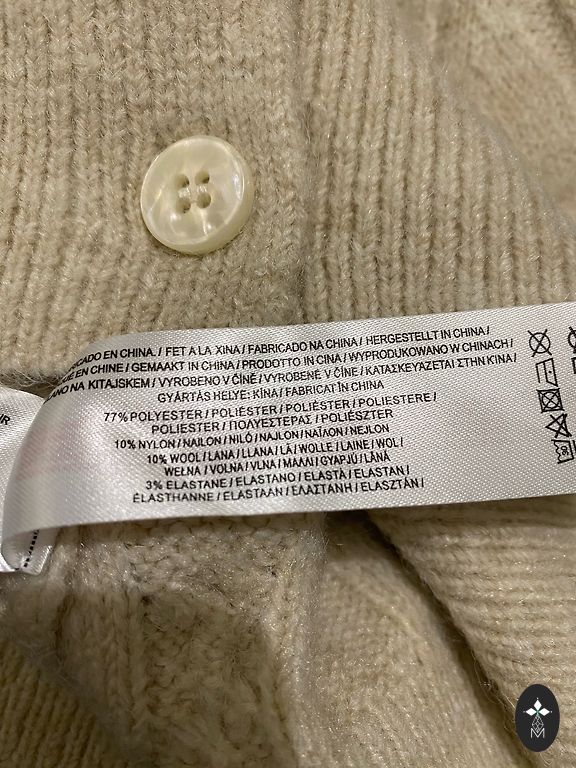 CADO EN CHINA. / FET A LA XINA / FABRICADO NA CHINA / HERGESTELLT IN CHINA /
QUÉ EN CHINE / GEMAAKT IN CHINA / PRODOTTO IN CINA / WYPRODUKOWANO W CHINACH /
ANO NA KITAJSKEM / VYROBENO V ČÍNĚ / VYROBENÉ V ČÍNE / ΚΑΤΑΣΚΕΥΑΖΕΤΑΙ ΣΤΗΝ ΚΙΝΑ /
GYÁRTÁS HELYE: KÍNA / FABRICAT ÎN CHINA
77% POLYESTER / POLIÉSTER / POLIÈSTER / POLIESTERE /
POLIESTER / ΠΟΛΥΕΣΤΕΡΑΣ / POLIÉSZTER
10% NYLON / NAILON / NILÓ / NAJLON / ΝΑΪΛΟΝ / NEJLON
10% WOOL / LANA / LLANA / LÃ / WOLLE / LAINE / WOL /
WEŁNA / VOLNA / VLNA / ΜΑΛΛΙ / GYAPJÚ / LÂNĂ
3% ELASTANE / ELASTANO / ELASTÀ / ELASTAN /
ÉLASTHANNE / ELASTAAN / ΕΛΑΣΤΑΝΗ / ELASZTÁN /